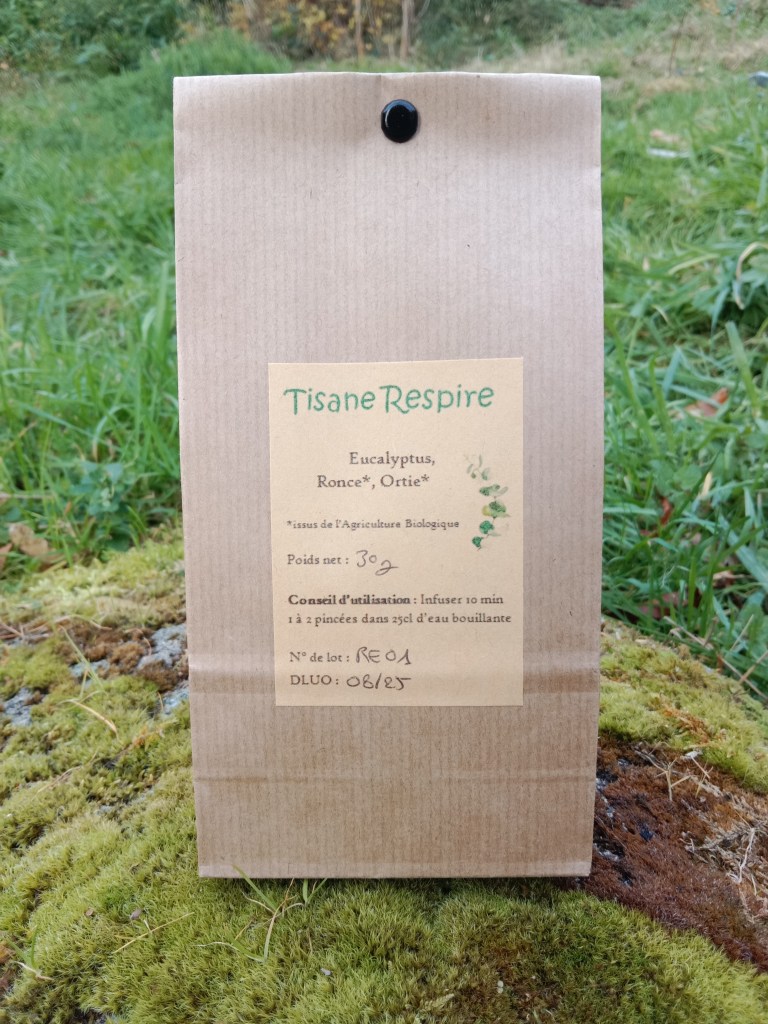 Tisane Respire
Eucalyptus,
Ronce*, Ortie*
*issus de l'Agriculture Biologique
Poids net : 30g
Conseil d'utilisation : Infuser 10 min
1 à 2 pincées dans 25cl d'eau bouillante
N° de lot : RE01
DLUO : 08/25